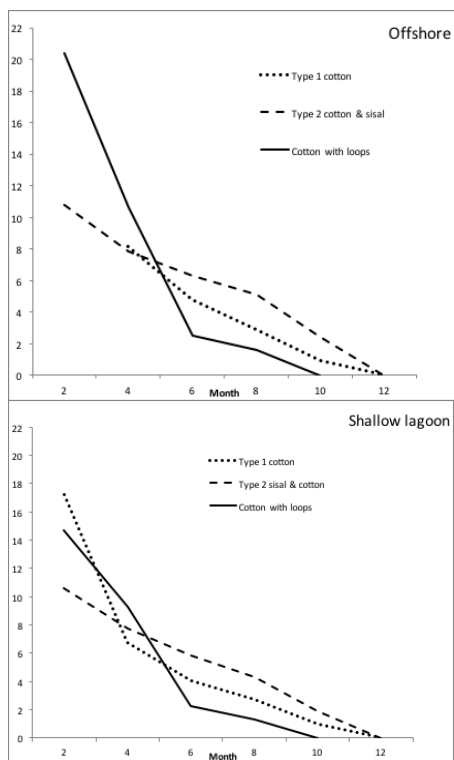 Offshore
22
20
18
16
14
12
10
8
6
4
2
0
Type 1 cotton
Type 2 cotton & sisal
Cotton with loops
2 4 6 8 10 12
Month
Shallow lagoon
22
20
18
16
14
12
10
8
6
4
2
0
Type 1 cotton
Type 2 sisal & cotton
Cotton with loops
2 4 6 8 10 12
Month